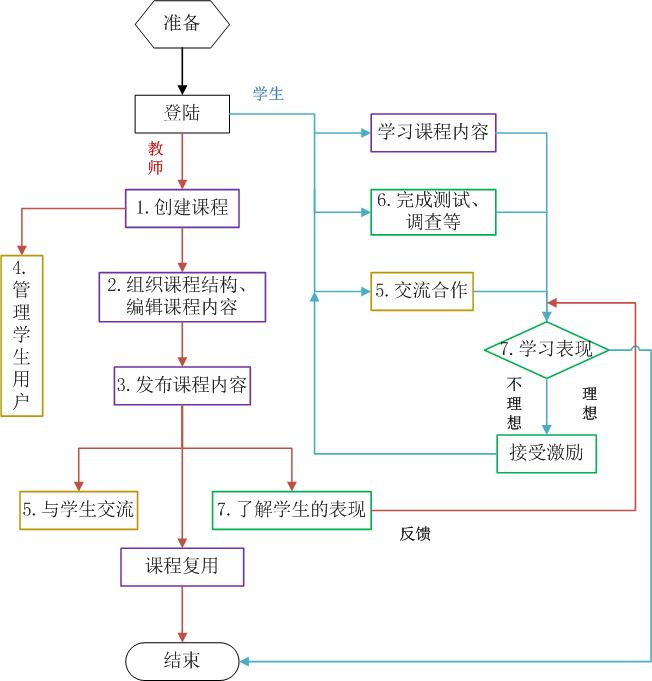 准备
登陆
学生
教
师
学习课程内容
1.创建课程
6.完成测试、
调查等
4.
管
理
学
生
用
户
2.组织课程结构、
编辑课程内容
5.交流合作
3.发布课程内容
7.学习表现
不
理
想
理
想
接受激励
5.与学生交流
7.了解学生的表现
反馈
课程复用
结束